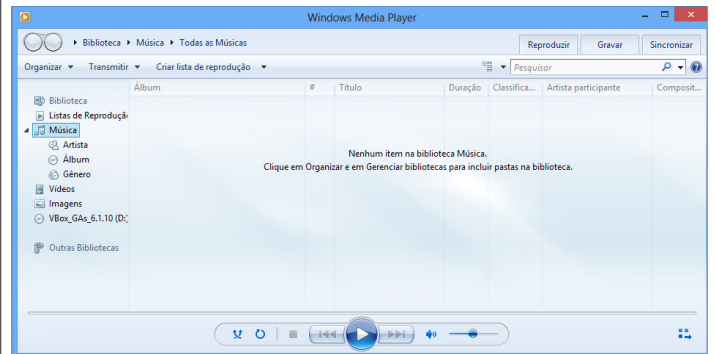 Windows Media Player
Biblioteca ▸ Música ▸ Todas as Músicas
Reproduzir Gravar Sincronizar
Organizar Transmitir Criar lista de reprodução Pesquisar
Álbum # Título Duração Classifica... Artista participante Composit...
Biblioteca
Listas de Reproduçã
Música
Artista
Álbum
Gênero
Vídeos
Imagens
VBox_GAs_6.1.10 (D:)
Outras Bibliotecas
Nenhum item na biblioteca Música.
Clique em Organizar e em Gerenciar bibliotecas para incluir pastas na biblioteca.